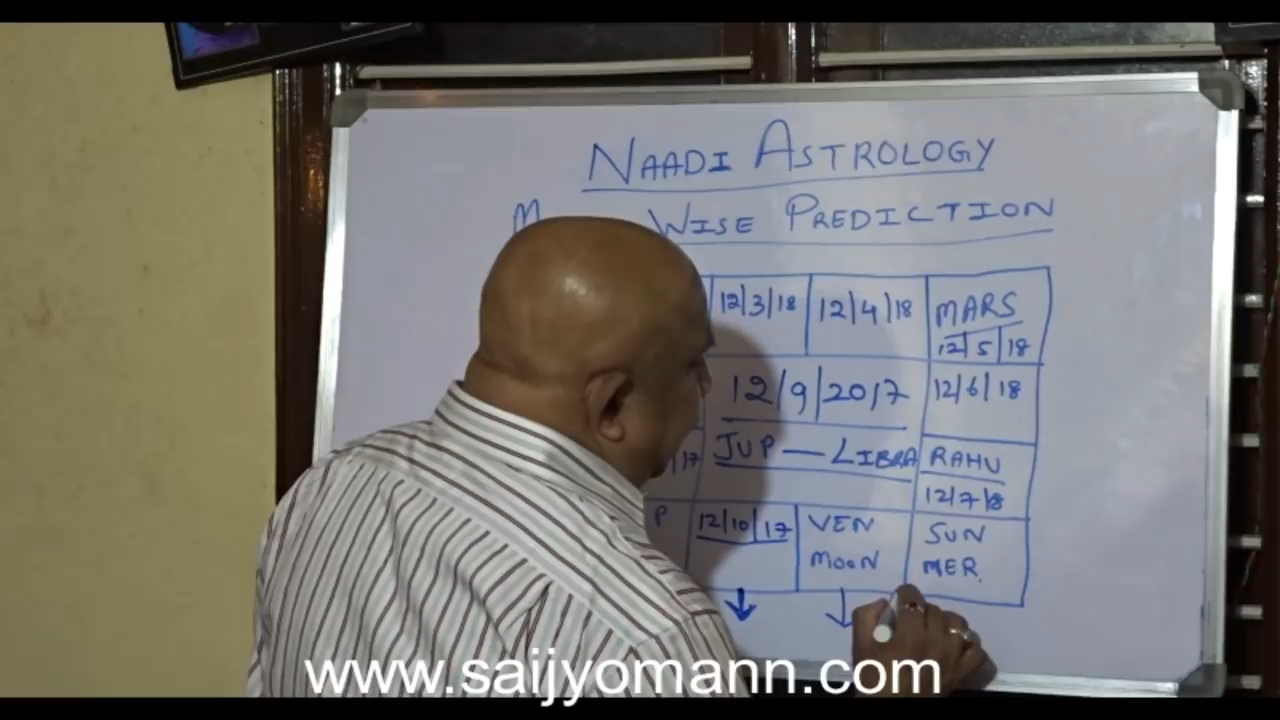 NAADI ASTROLOGY
WISE PREDICTION
12/3/18 12/4/18 MARS
12/5/18
12/9/2017 12/6/18
JUP — LIBRA RAHU
12/7/18
P 12/10/17 VEN SUN
MOON MER.
www.saijyomann.com